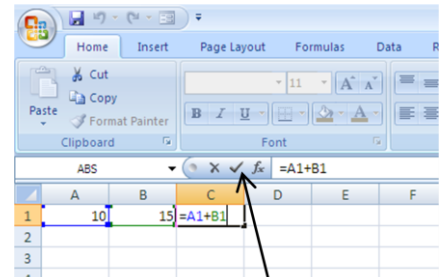 Home Insert Page Layout Formulas Data
Cut
Copy
Format Painter
Paste
11 A A
B I U A
Clipboard Font
ABS fx =A1+B1
A B C D E F
1 10 15 =A1+B1
2
3